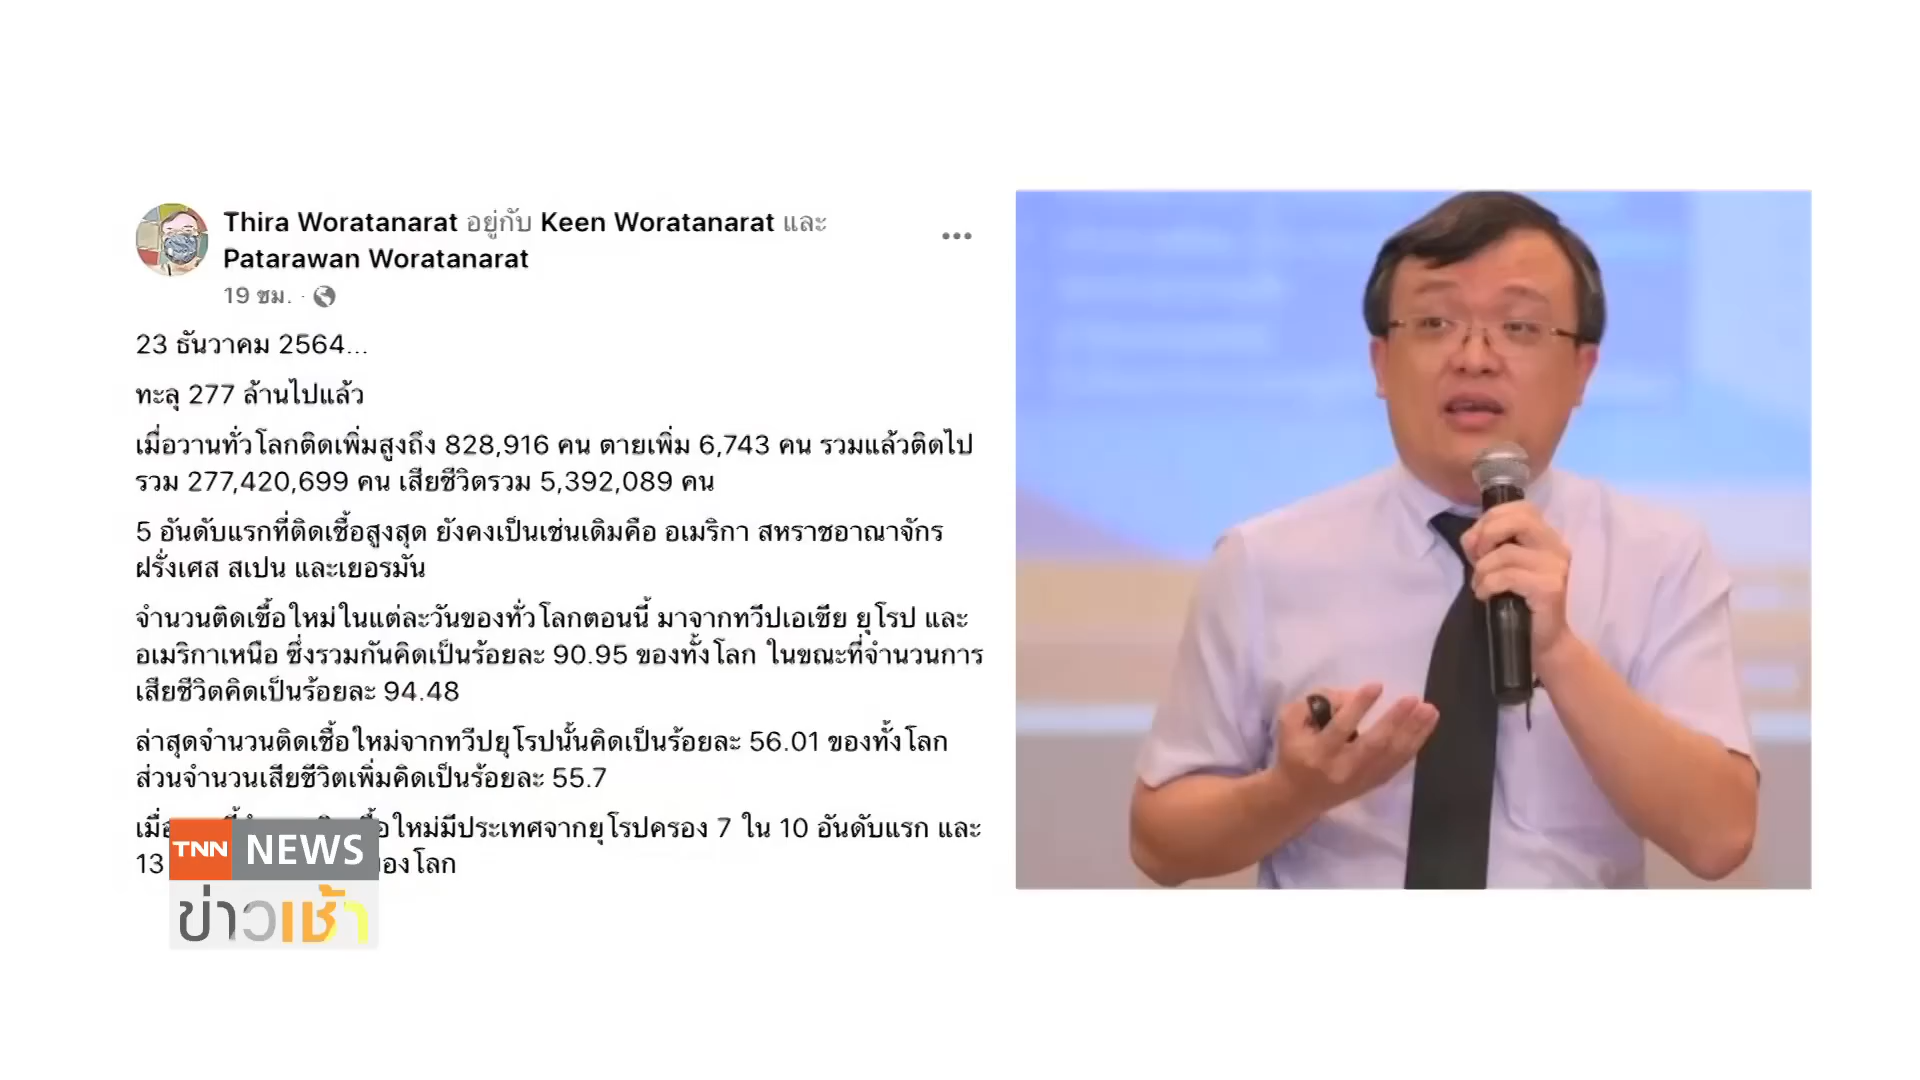 Thira Woratanarat อยู่กับ Keen Woratanarat และ
Patarawan Woratanarat
19 ชม. ·
23 ธันวาคม 2564...
ทะลุ 277 ล้านไปแล้ว
เมื่อวานทั่วโลกติดเพิ่มสูงถึง 828,916 คน ตายเพิ่ม 6,743 คน รวมแล้วติดไป
รวม 277,420,699 คน เสียชีวิตรวม 5,392,089 คน
5 อันดับแรกที่ติดเชื้อสูงสุด ยังคงเป็นเช่นเดิมคือ อเมริกา สหราชอาณาจักร
ฝรั่งเศส สเปน และเยอรมัน
จำนวนติดเชื้อใหม่ในแต่ละวันของทั่วโลกตอนนี้ มาจากทวีปเอเชีย ยุโรป และ
อเมริกาเหนือ ซึ่งรวมกันคิดเป็นร้อยละ 90.95 ของทั้งโลก ในขณะที่จำนวนการ
เสียชีวิตคิดเป็นร้อยละ 94.48
ล่าสุดจำนวนติดเชื้อใหม่จากทวีปยุโรปนั้นคิดเป็นร้อยละ 56.01 ของทั้งโลก
ส่วนจำนวนเสียชีวิตเพิ่มคิดเป็นร้อยละ 55.7
ใหม่มีประเทศจากยุโรปครอง 7 ใน 10 อันดับแรก และ
13 ของโลก
TNN NEWS
ข่าวเช้า